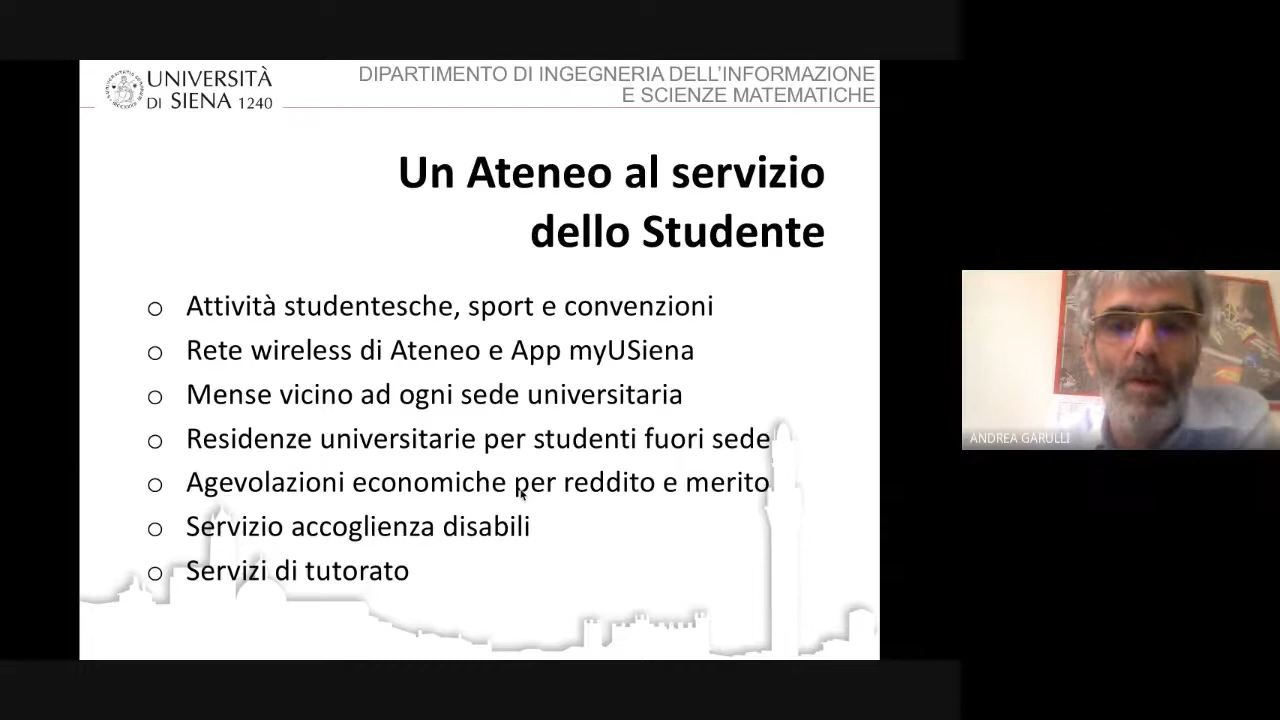 UNIVERSITÀ
DI SIENA 1240
DIPARTIMENTO DI INGEGNERIA DELL'INFORMAZIONE
E SCIENZE MATEMATICHE
Un Ateneo al servizio
dello Studente
o Attività studentesche, sport e convenzioni
o Rete wireless di Ateneo e App myUSiena
o Mense vicino ad ogni sede universitaria
o Residenze universitarie per studenti fuori sede
o Agevolazioni economiche per reddito e merito
o Servizio accoglienza disabili
o Servizi di tutorato
ANDREA GARULLI